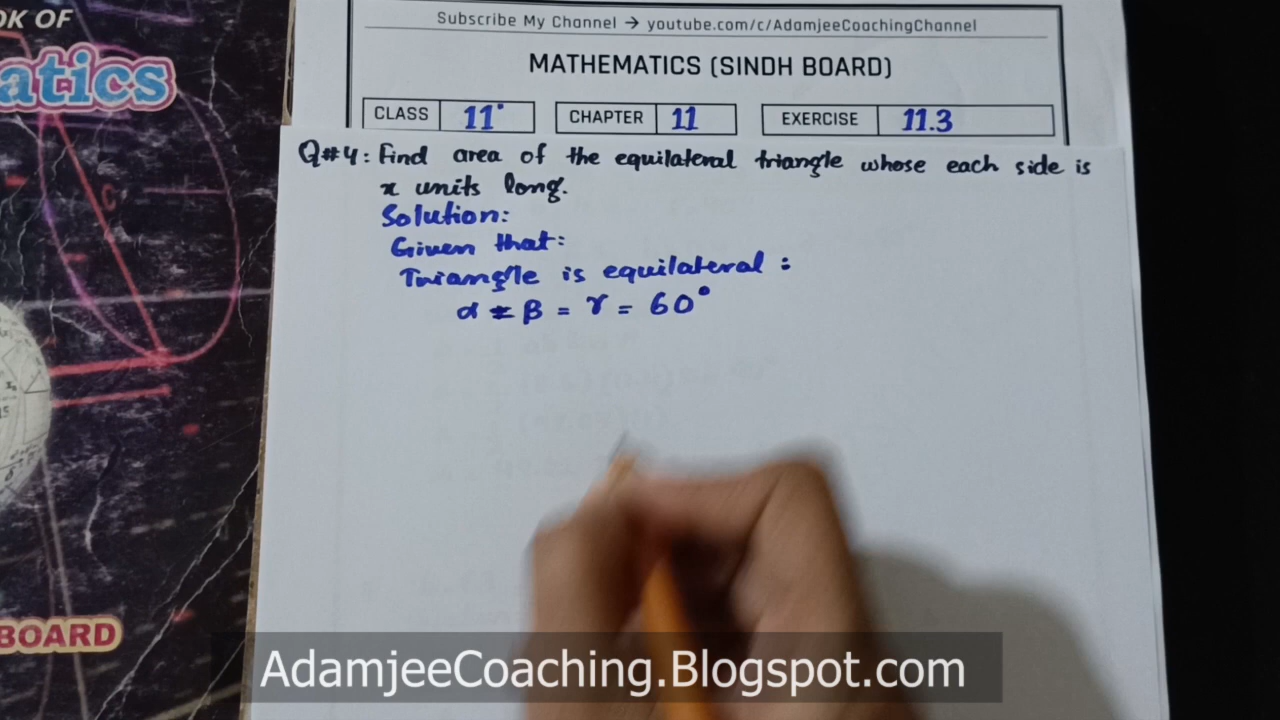 OK OF
atics
BOARD
Subscribe My Channel → youtube.com/c/AdamjeeCoachingChannel
MATHEMATICS (SINDH BOARD)
CLASS 11 CHAPTER 11 EXERCISE 11.3
Q#4: Find area of the equilateral triangle whose each side is
x units long.
Solution:
Given that:
Triangle is equilateral :
α = β = γ = 60°
AdamjeeCoaching.Blogspot.com